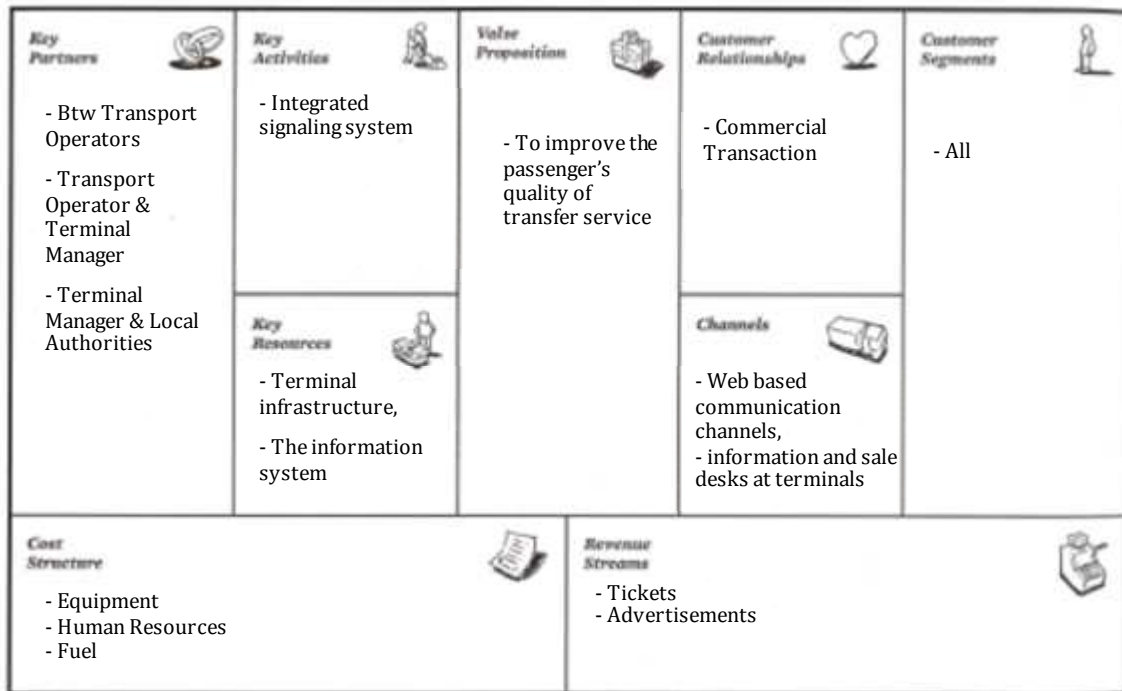 Key
Partners
- Btw Transport
Operators
- Transport
Operator &
Terminal
Manager
- Terminal
Manager & Local
Authorities
Key
Activities
- Integrated
signaling system
Key
Resources
- Terminal
infrastructure,
- The information
system
Value
Proposition
- To improve the
passenger’s
quality of
transfer service
Customer
Relationships
- Commercial
Transaction
Channels
- Web based
communication
channels,
- information and sale
desks at terminals
Customer
Segments
- All
Cost
Structure
- Equipment
- Human Resources
- Fuel
Revenue
Streams
- Tickets
- Advertisements